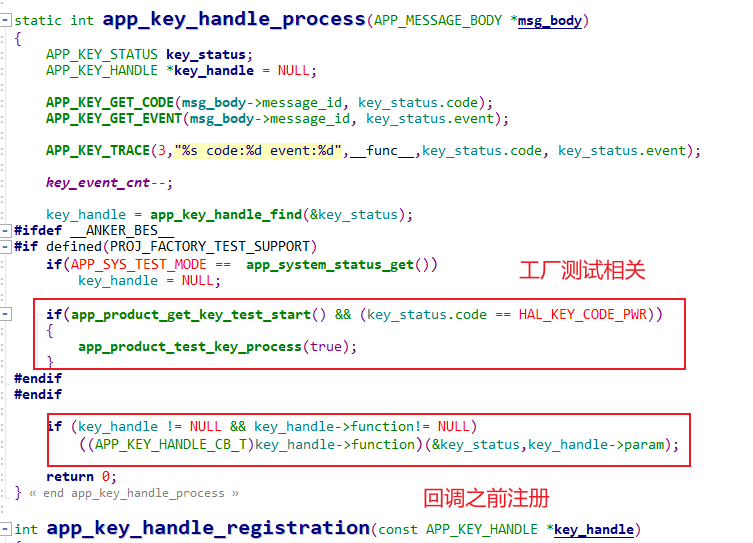 static int app_key_handle_process(APP_MESSAGE_BODY *msg_body)
{
    APP_KEY_STATUS key_status;
    APP_KEY_HANDLE *key_handle = NULL;

    APP_KEY_GET_CODE(msg_body->message_id, key_status.code);
    APP_KEY_GET_EVENT(msg_body->message_id, key_status.event);

    APP_KEY_TRACE(3,"%s code:%d event:%d",__func__,key_status.code, key_status.event);

    key_event_cnt--;

    key_handle = app_key_handle_find(&key_status);
#ifdef __ANKER_BES__
#if defined(PROJ_FACTORY_TEST_SUPPORT)
    if(APP_SYS_TEST_MODE ==  app_system_status_get())
        key_handle = NULL;
工厂测试相关
    if(app_product_get_key_test_start() && (key_status.code == HAL_KEY_CODE_PWR))
    {
        app_product_test_key_process(true);
    }
#endif
#endif

    if (key_handle != NULL && key_handle->function!= NULL)
        ((APP_KEY_HANDLE_CB_T)key_handle->function)(&key_status,key_handle->param);

    return 0;
} « end app_key_handle_process »
回调之前注册
int app_key_handle_registration(const APP_KEY_HANDLE *key_handle)